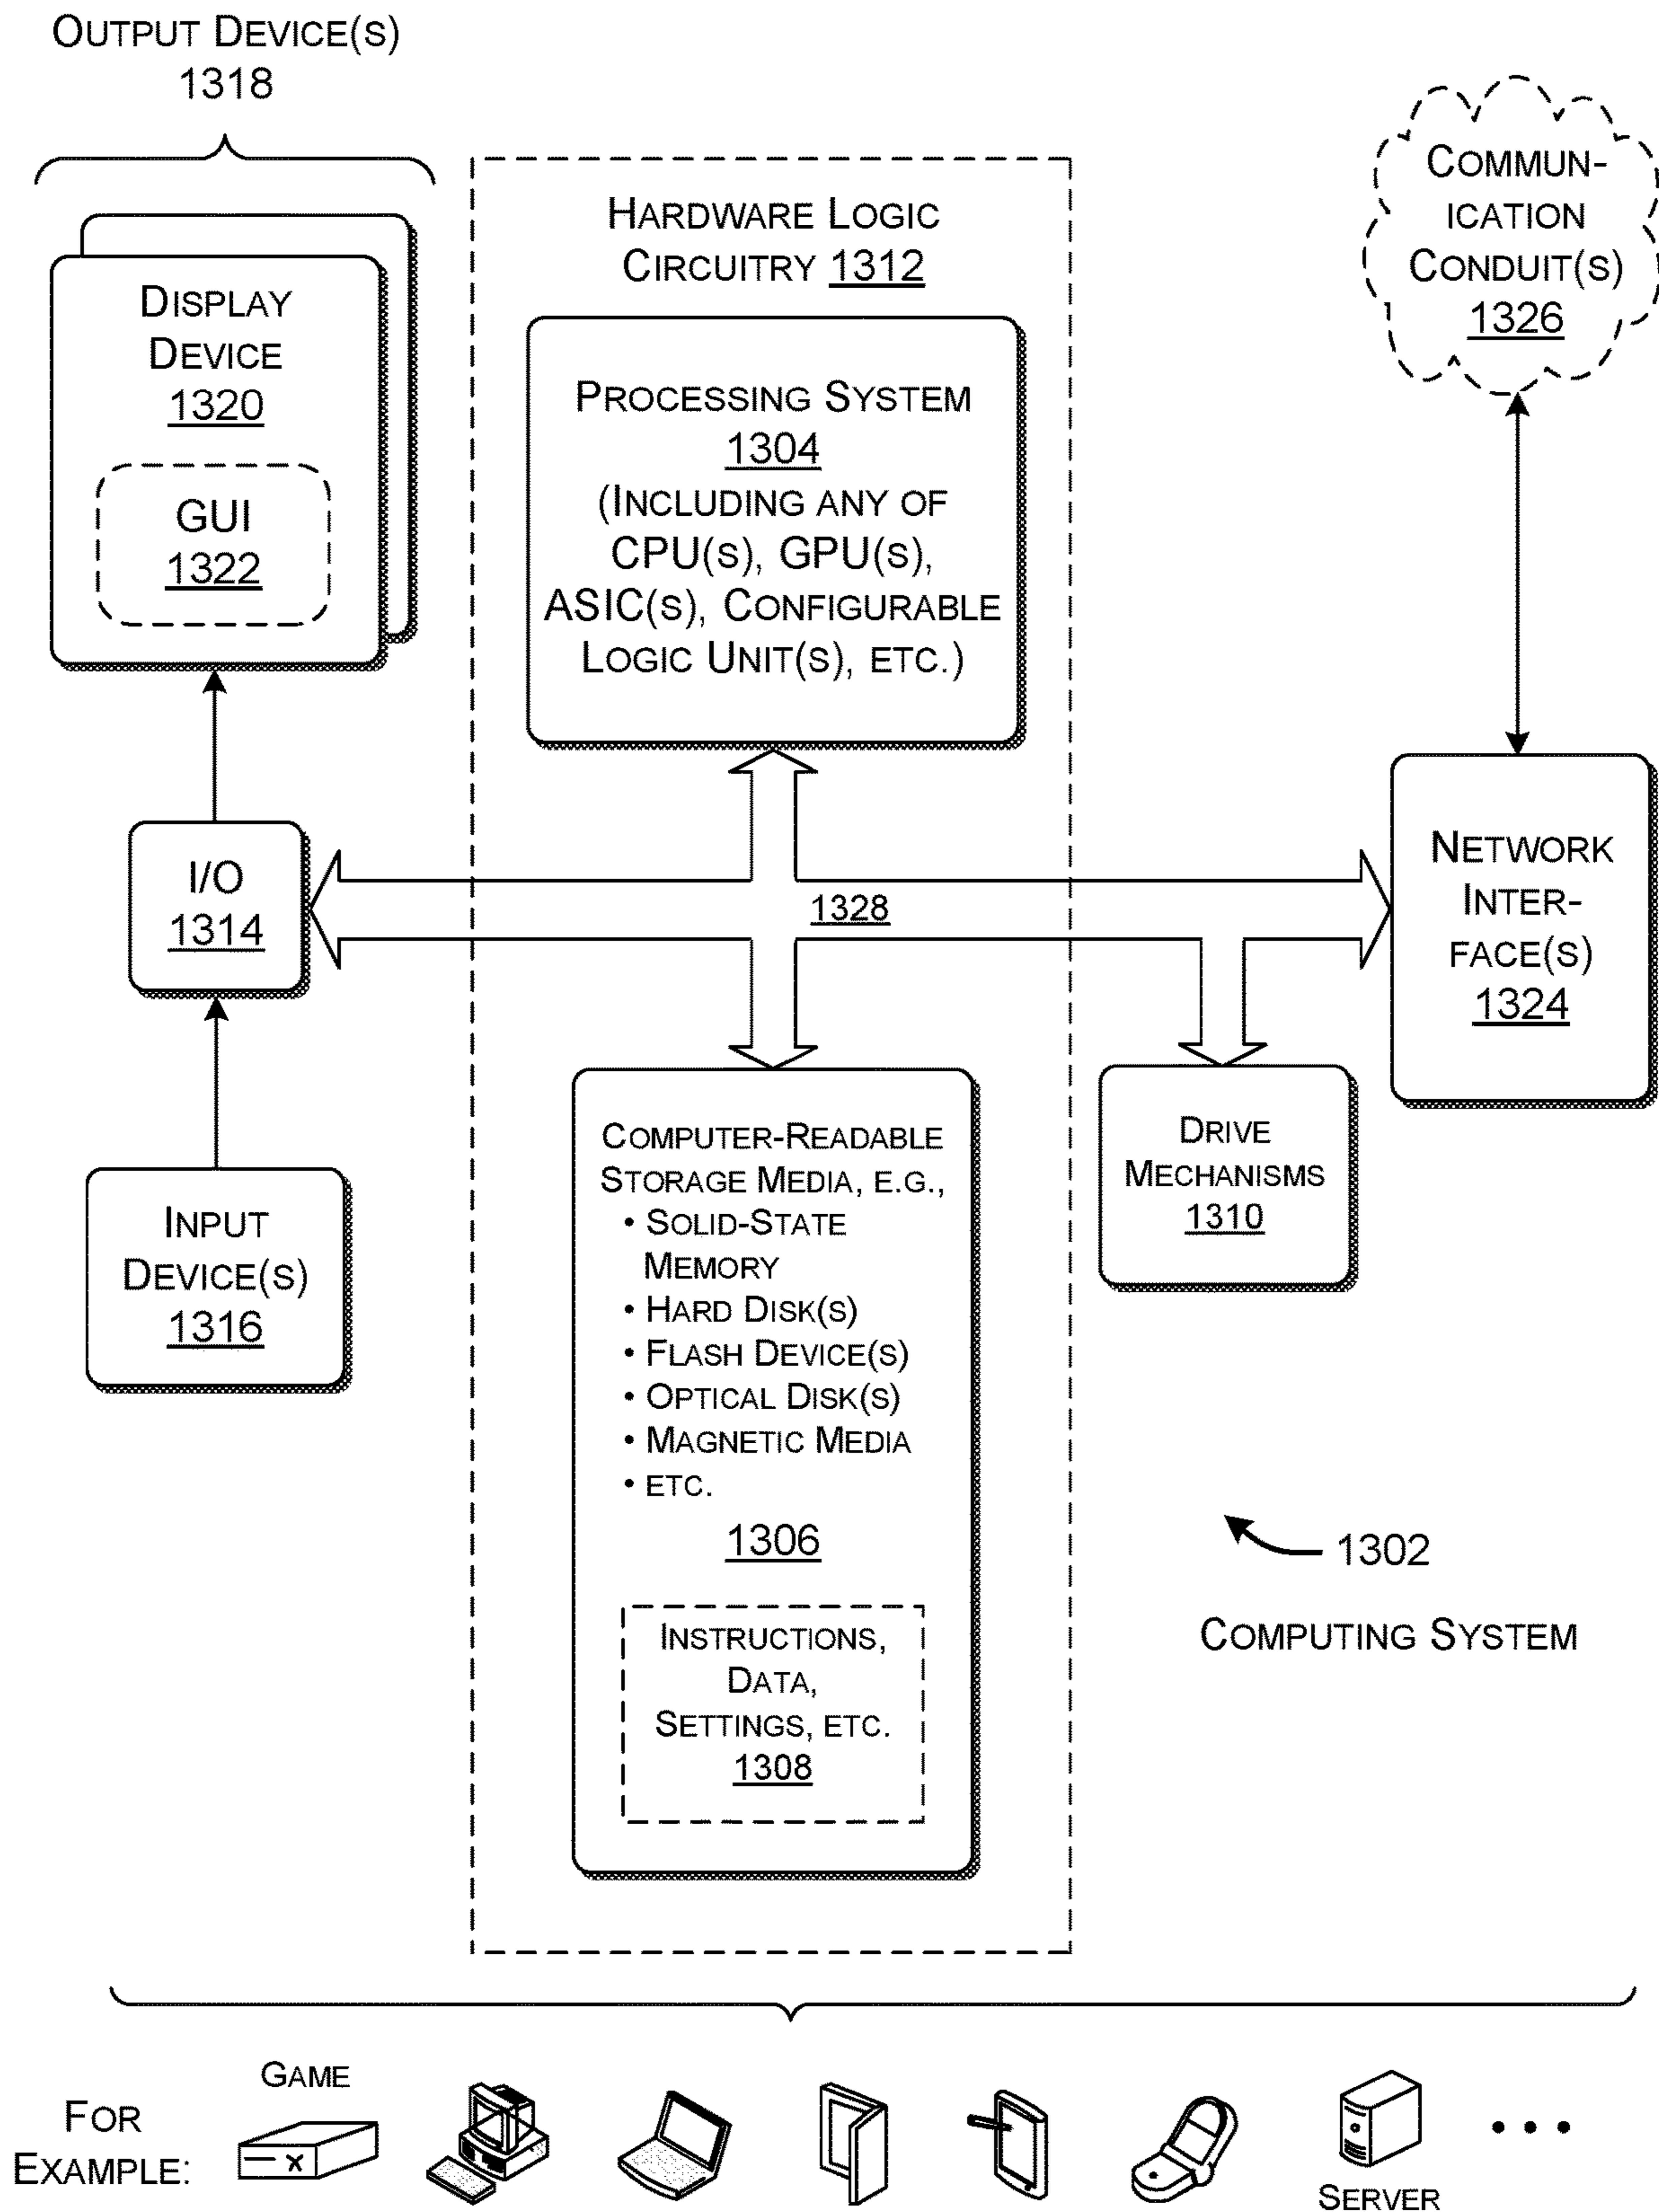 OUTPUT DEVICE(S)
1318
DISPLAY
DEVICE
1320
GUI
1322
I/O
1314
INPUT
DEVICE(S)
1316
HARDWARE LOGIC
CIRCUITRY 1312
PROCESSING SYSTEM
1304
(INCLUDING ANY OF
CPU(S), GPU(S),
ASIC(S), CONFIGURABLE
LOGIC UNIT(S), ETC.)
1328
COMPUTER-READABLE
STORAGE MEDIA, E.G.,
• SOLID-STATE
MEMORY
• HARD DISK(S)
• FLASH DEVICE(S)
• OPTICAL DISK(S)
• MAGNETIC MEDIA
• ETC.
1306
INSTRUCTIONS,
DATA,
SETTINGS, ETC.
1308
COMMUN-
ICATION
CONDUIT(S)
1326
NETWORK
INTER-
FACE(S)
1324
DRIVE
MECHANISMS
1310
1302
COMPUTING SYSTEM
FOR
EXAMPLE:
GAME
X
SERVER
• • •